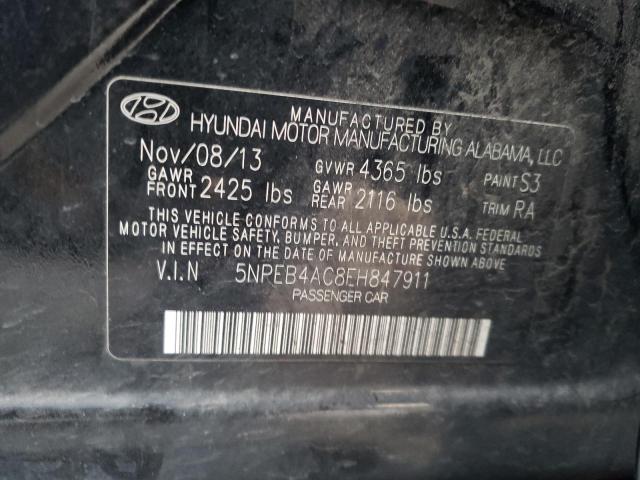 MANUFACTURED BY
HYUNDAI MOTOR MANUFACTURING ALABAMA, LLC
Nov/08/13 GVWR 4365 lbs PAINT S3
GAWR FRONT 2425 lbs GAWR REAR 2116 lbs TRIM RA
THIS VEHICLE CONFORMS TO ALL APPLICABLE U.S.A. FEDERAL
MOTOR VEHICLE SAFETY, BUMPER, AND THEFT PREVENTION STANDARDS
IN EFFECT ON THE DATE OF MANUFACTURE SHOWN ABOVE
V.I.N 5NPEB4AC8EH847911
PASSENGER CAR